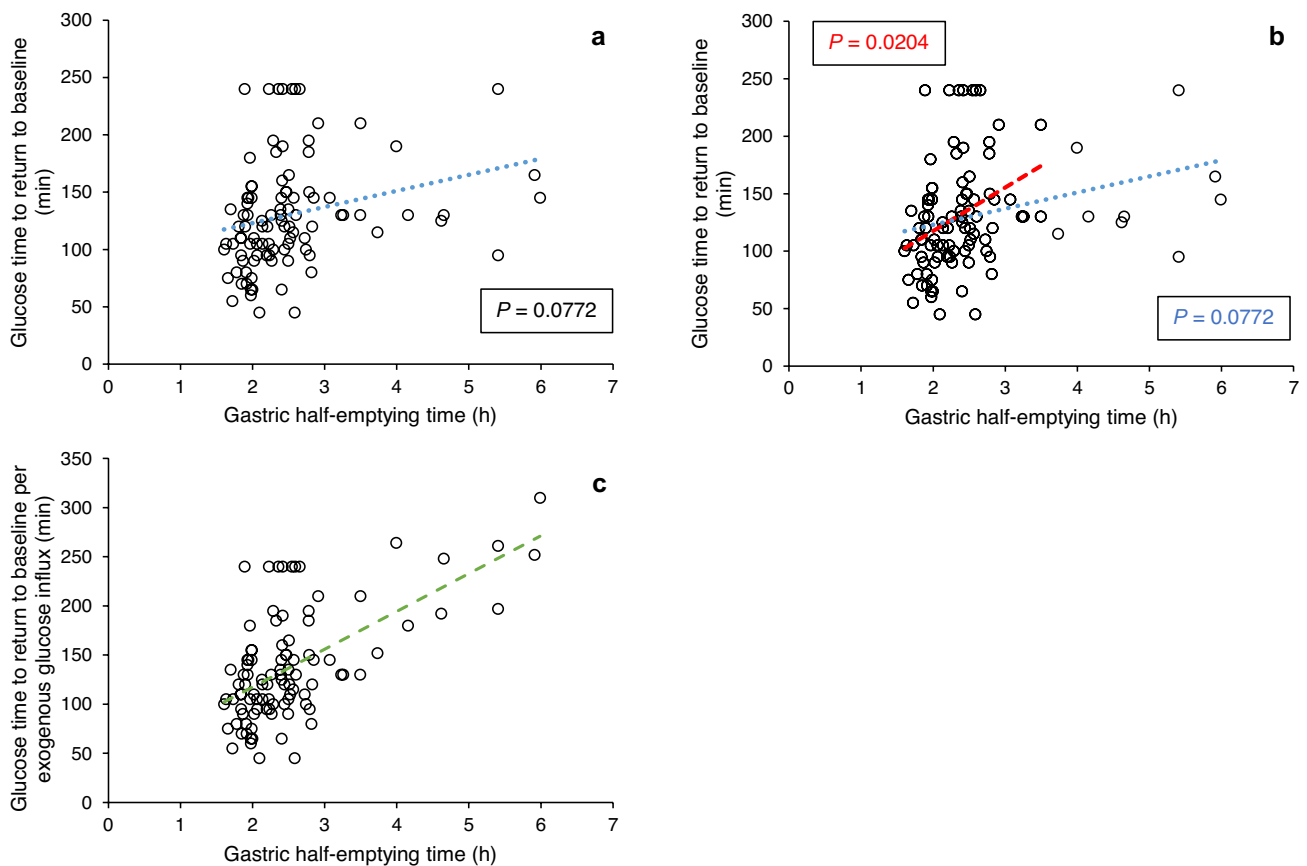 a
300
250
200
150
100
50
0
Glucose time to return to baseline
(min)
P = 0.0772
0 1 2 3 4 5 6 7
Gastric half-emptying time (h)
b
P = 0.0204
300
250
200
150
100
50
0
Glucose time to return to baseline
(min)
P = 0.0772
0 1 2 3 4 5 6 7
Gastric half-emptying time (h)
c
350
300
250
200
150
100
50
0
Glucose time to return to baseline per
exogenous glucose influx (min)
0 1 2 3 4 5 6 7
Gastric half-emptying time (h)